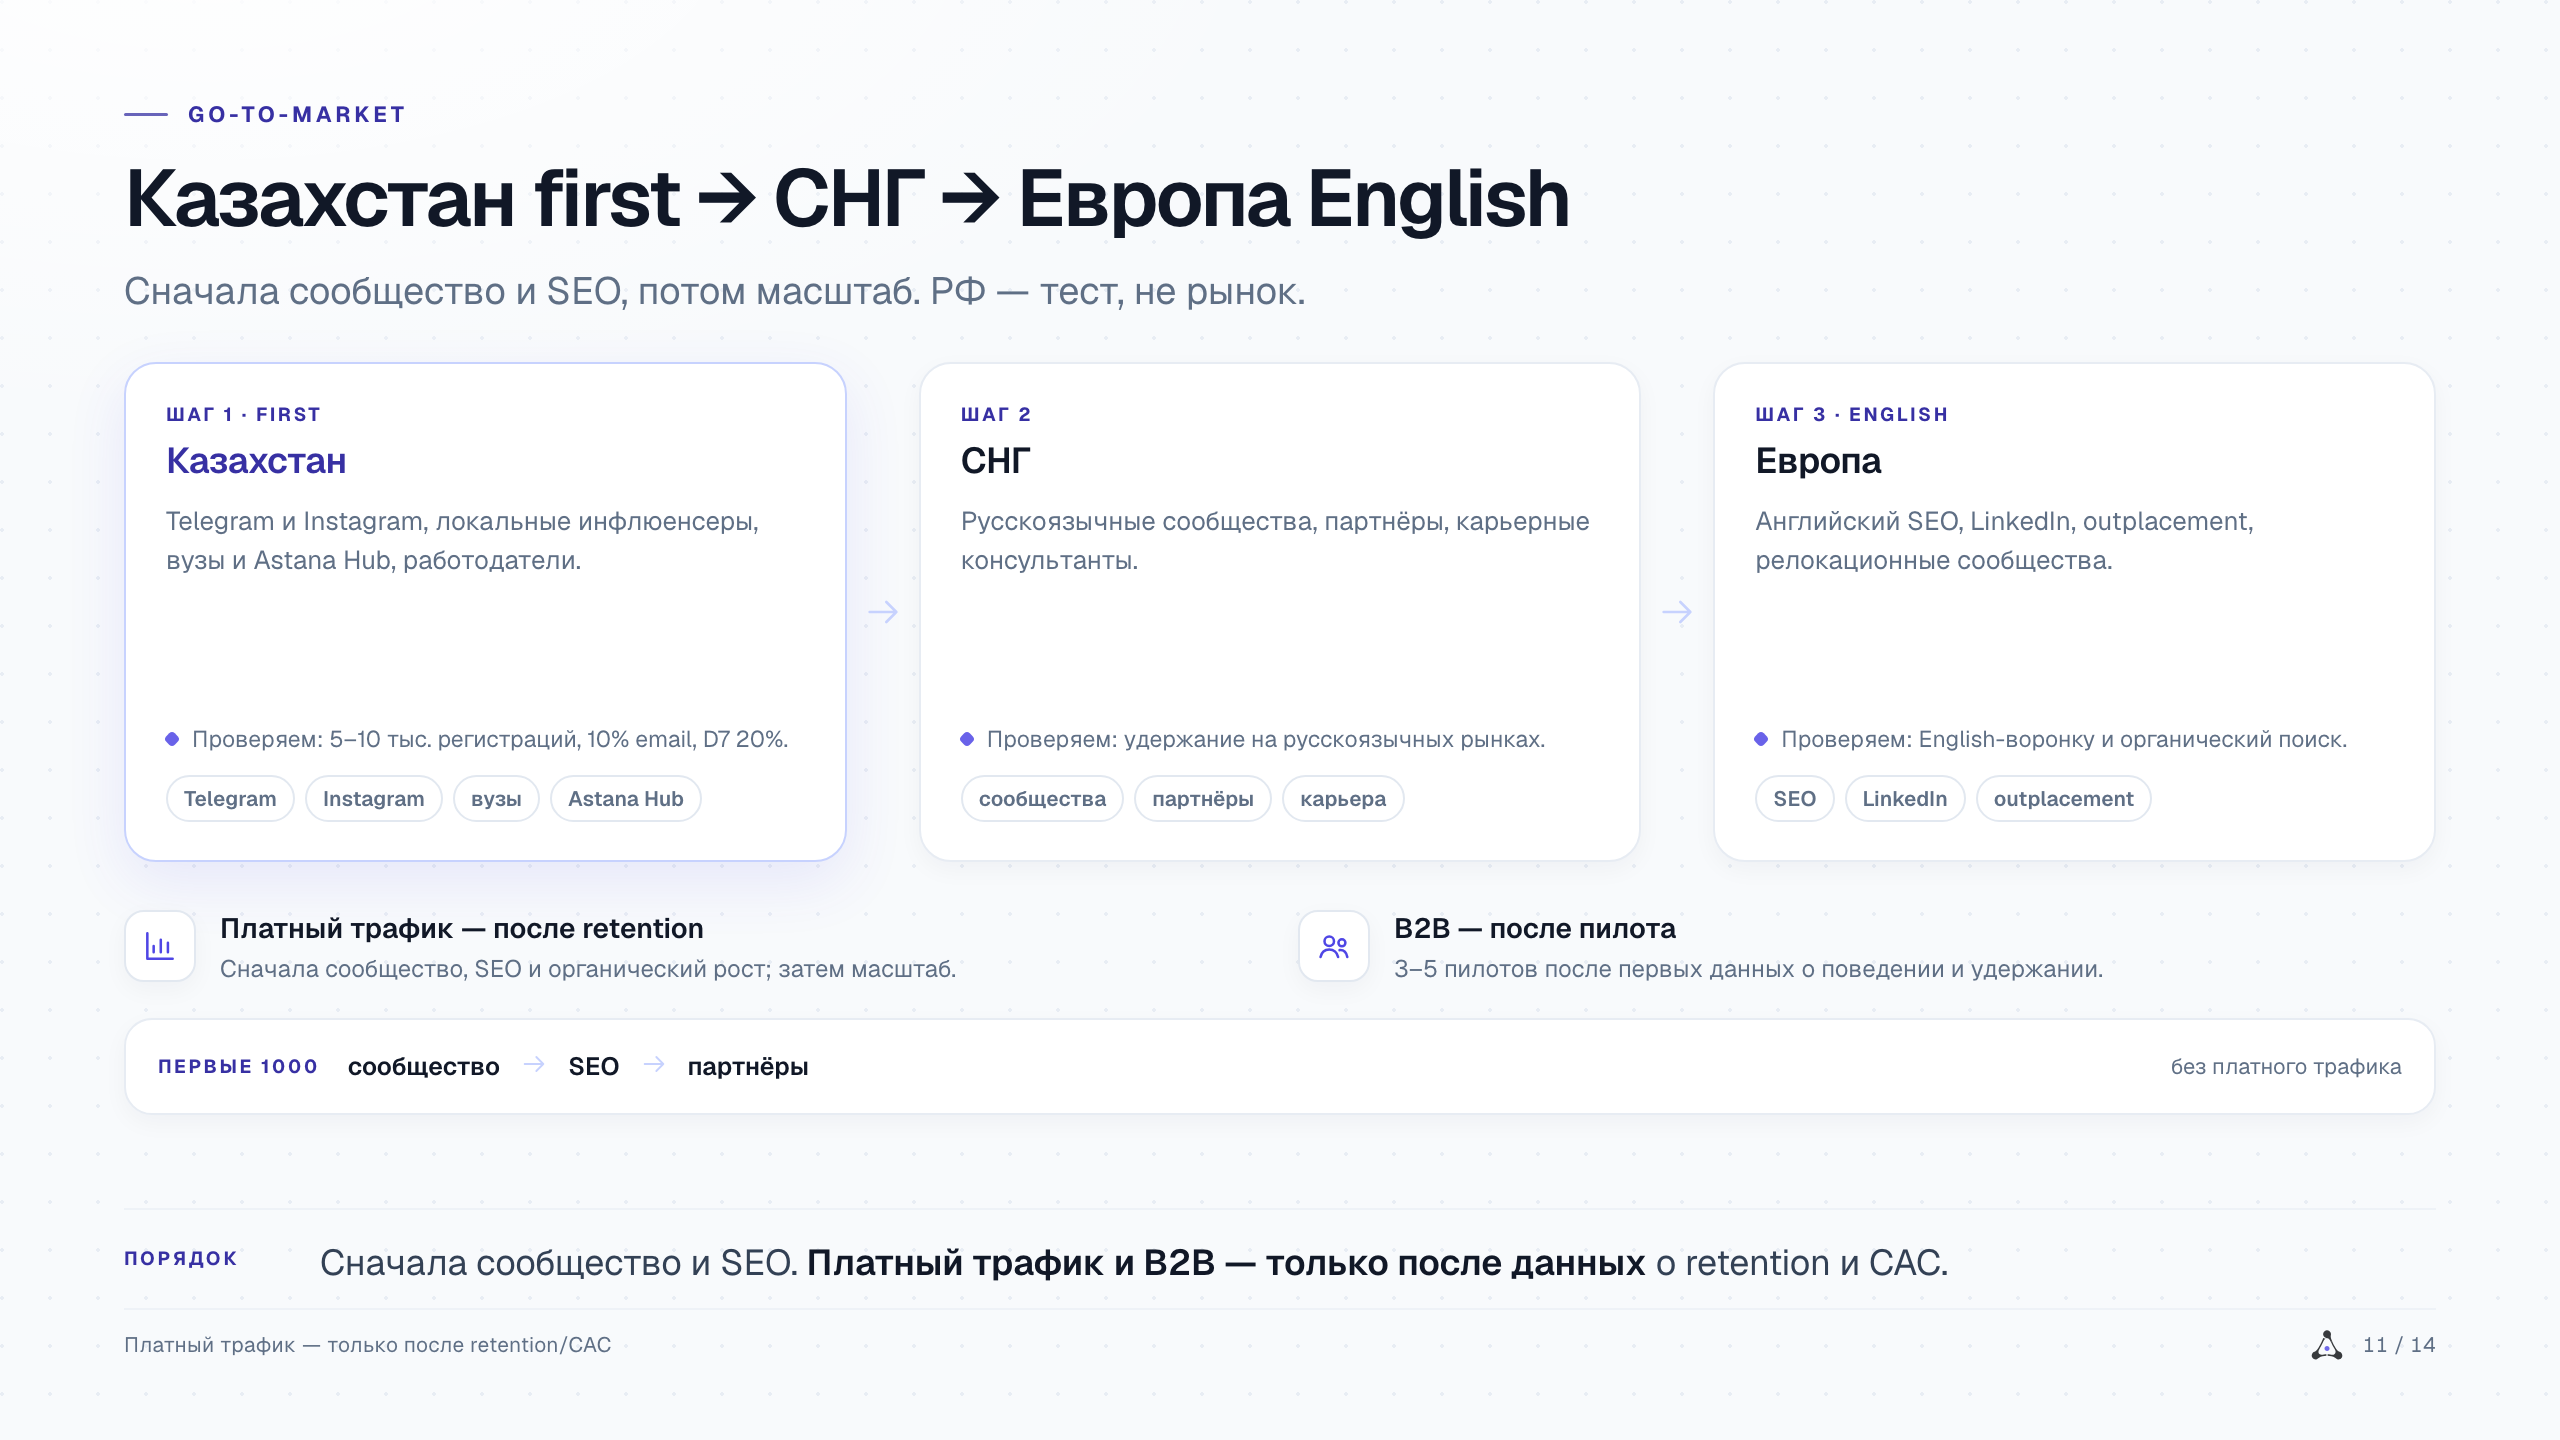 GO-TO-MARKET
Казахстан first → СНГ → Европа English
Сначала сообщество и SEO, потом масштаб. РФ — тест, не рынок.
ШАГ 1 · FIRST
Казахстан
Telegram и Instagram, локальные инфлюенсеры,
вузы и Astana Hub, работодатели.
Проверяем: 5–10 тыс. регистраций, 10% email, D7 20%.
Telegram Instagram вузы Astana Hub
→
ШАГ 2
СНГ
Русскоязычные сообщества, партнёры, карьерные
консультанты.
Проверяем: удержание на русскоязычных рынках.
сообщества партнёры карьера
→
ШАГ 3 · ENGLISH
Европа
Английский SEO, LinkedIn, outplacement,
релокационные сообщества.
Проверяем: English-воронку и органический поиск.
SEO LinkedIn outplacement
Платный трафик — после retention
Сначала сообщество, SEO и органический рост; затем масштаб.
B2B — после пилота
3–5 пилотов после первых данных о поведении и удержании.
ПЕРВЫЕ 1000 сообщество → SEO → партнёры без платного трафика
ПОРЯДОК Сначала сообщество и SEO. Платный трафик и B2B — только после данных о retention и CAC.
Платный трафик — только после retention/CAC
11 / 14